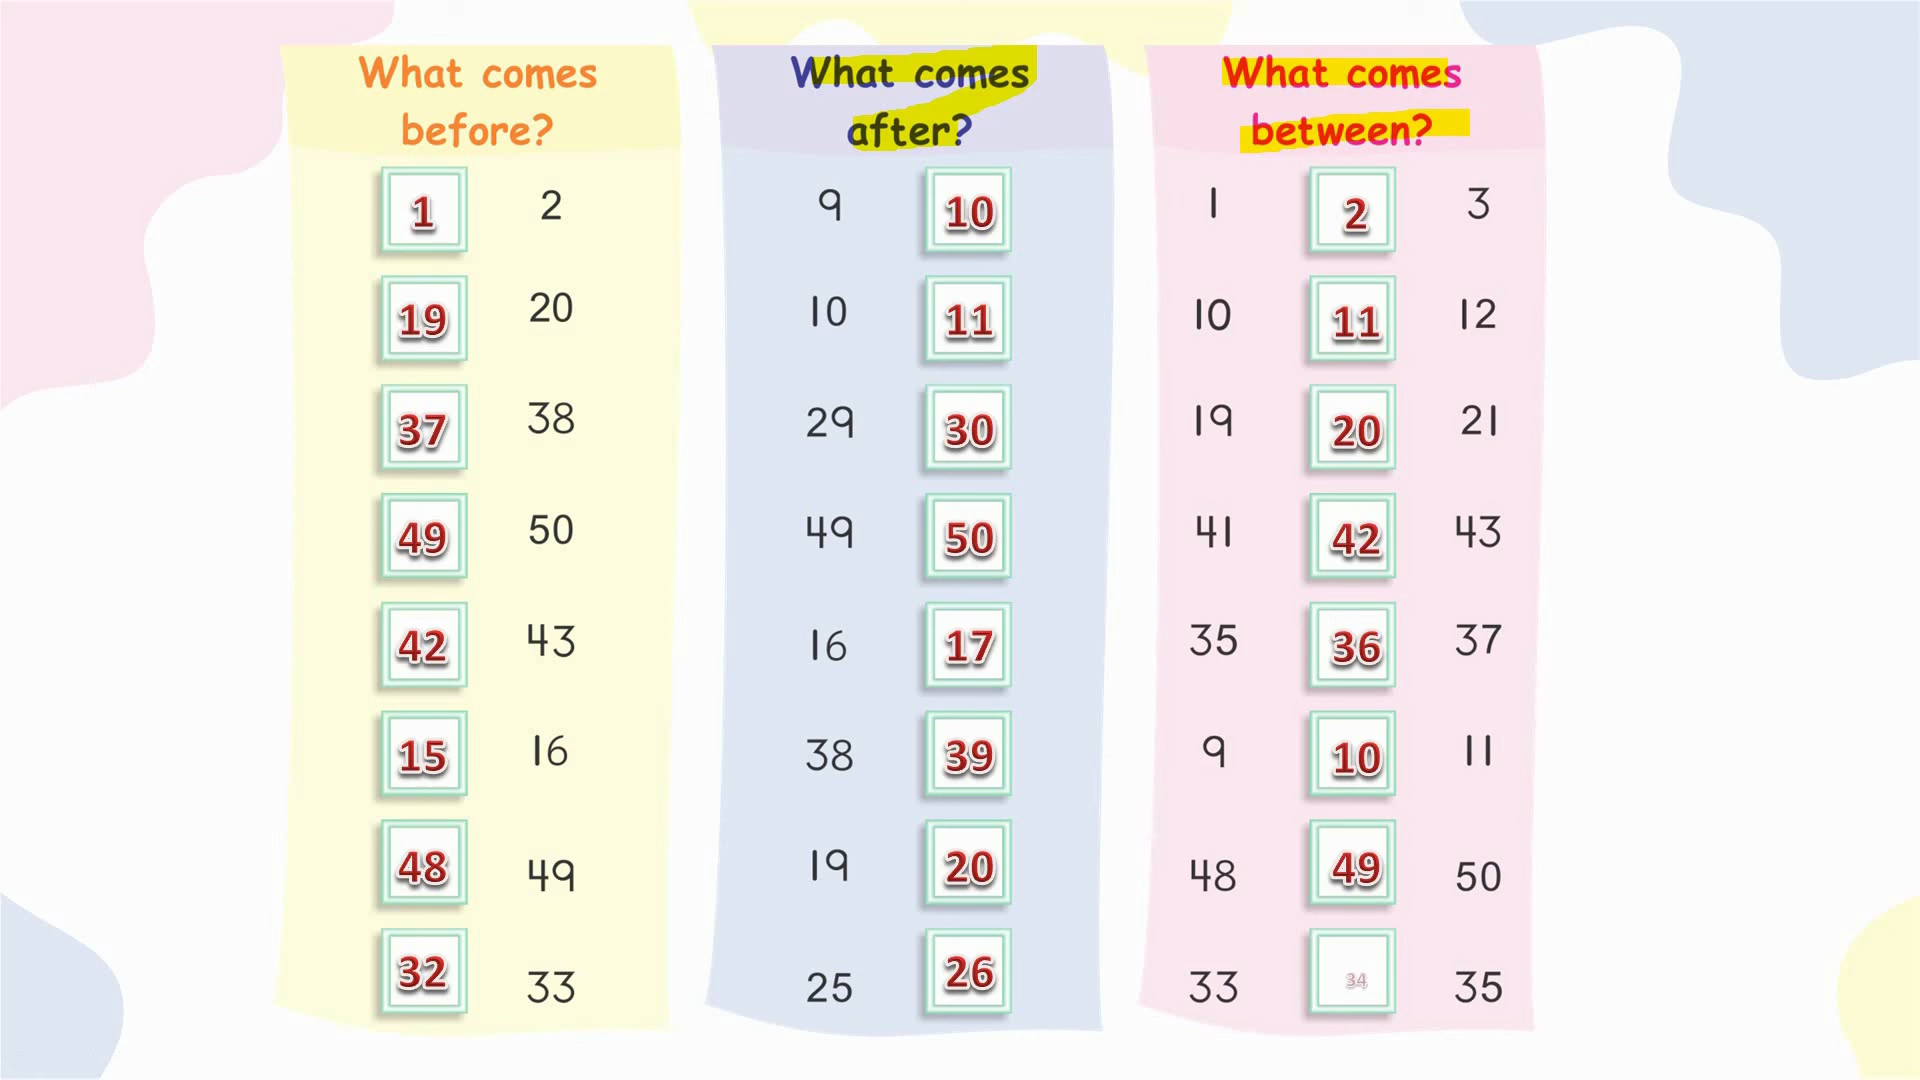 What comes
before?
1 2
19 20
37 38
49 50
42 43
15 16
48 49
32 33
What comes
after?
9 10
10 11
29 30
49 50
16 17
38 39
19 20
25 26
What comes
between?
1 2 3
10 11 12
19 20 21
41 42 43
35 36 37
9 10 11
48 49 50
33 34 35